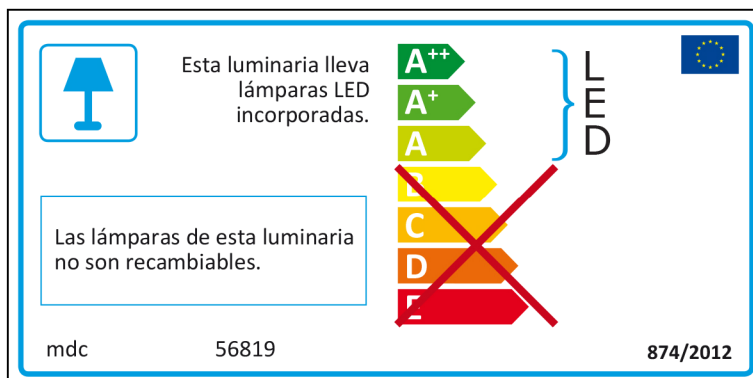 Esta luminaria lleva
lámparas LED
incorporadas.
A++
A+
A
B
C
D
E
L
E
D
Las lámparas de esta luminaria
no son recambiables.
mdc 56819
874/2012